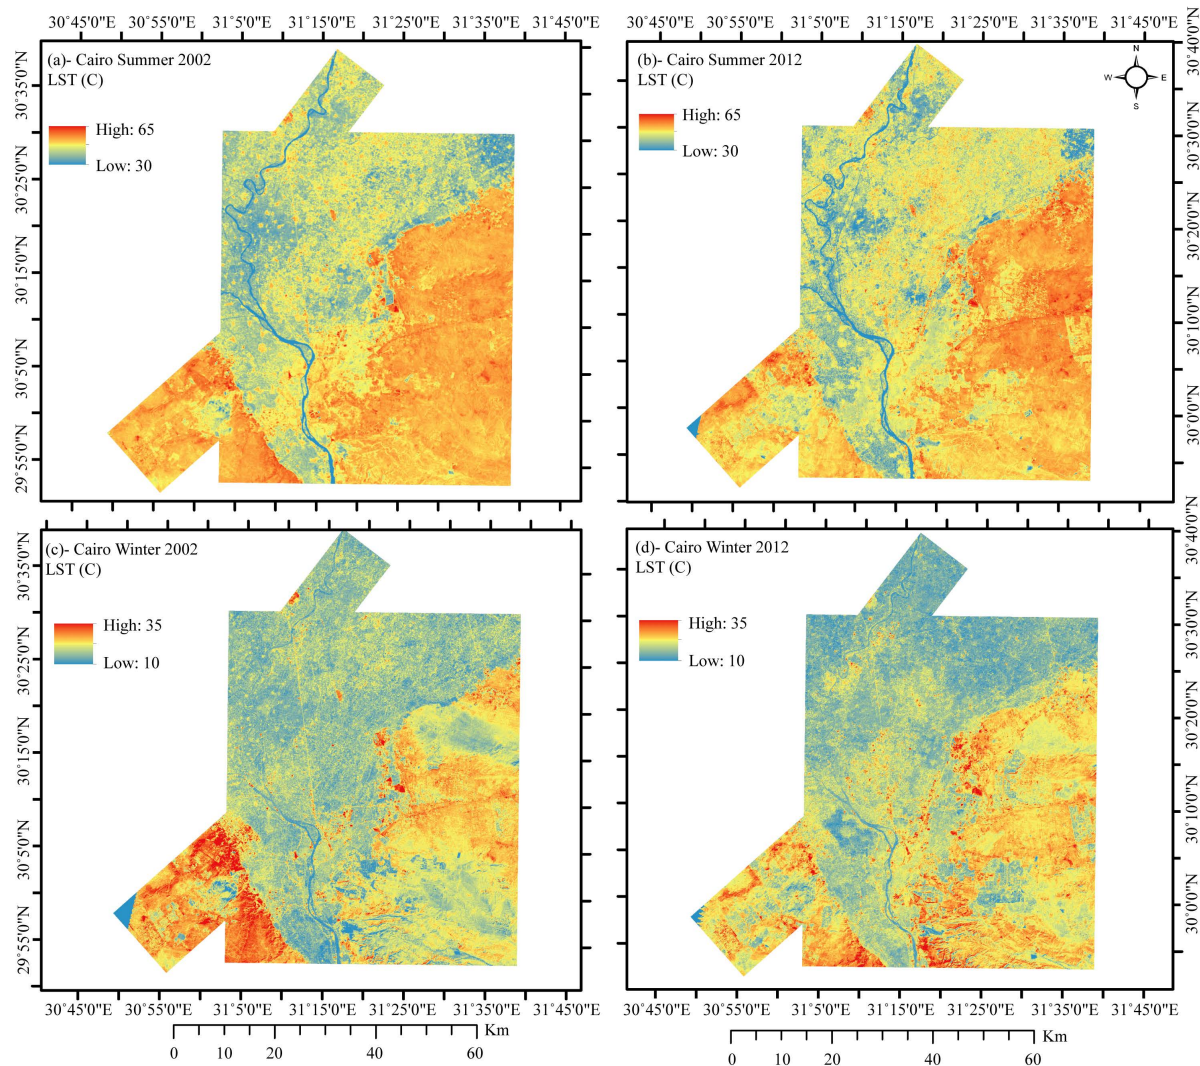 30°45'0"E 30°55'0"E 31°5'0"E 31°15'0"E 31°25'0"E 31°35'0"E 31°45'0"E
30°45'0"E 30°55'0"E 31°5'0"E 31°15'0"E 31°25'0"E 31°35'0"E 31°45'0"E
(a)- Cairo Summer 2002
LST (C)
High: 65
Low: 30
30°35'0"N
30°25'0"N
30°15'0"N
30°5'0"N
29°55'0"N
(b)- Cairo Summer 2012
LST (C)
High: 65
Low: 30
N
W E
S
30°40'0"N
30°30'0"N
30°20'0"N
30°10'0"N
30°0'0"N
(c)- Cairo Winter 2002
LST (C)
High: 35
Low: 10
30°35'0"N
30°25'0"N
30°15'0"N
30°5'0"N
29°55'0"N
(d)- Cairo Winter 2012
LST (C)
High: 35
Low: 10
30°40'0"N
30°30'0"N
30°20'0"N
30°10'0"N
30°0'0"N
30°45'0"E 30°55'0"E 31°5'0"E 31°15'0"E 31°25'0"E 31°35'0"E 31°45'0"E
30°45'0"E 30°55'0"E 31°5'0"E 31°15'0"E 31°25'0"E 31°35'0"E 31°45'0"E
Km
0 10 20 40 60
Km
0 10 20 40 60